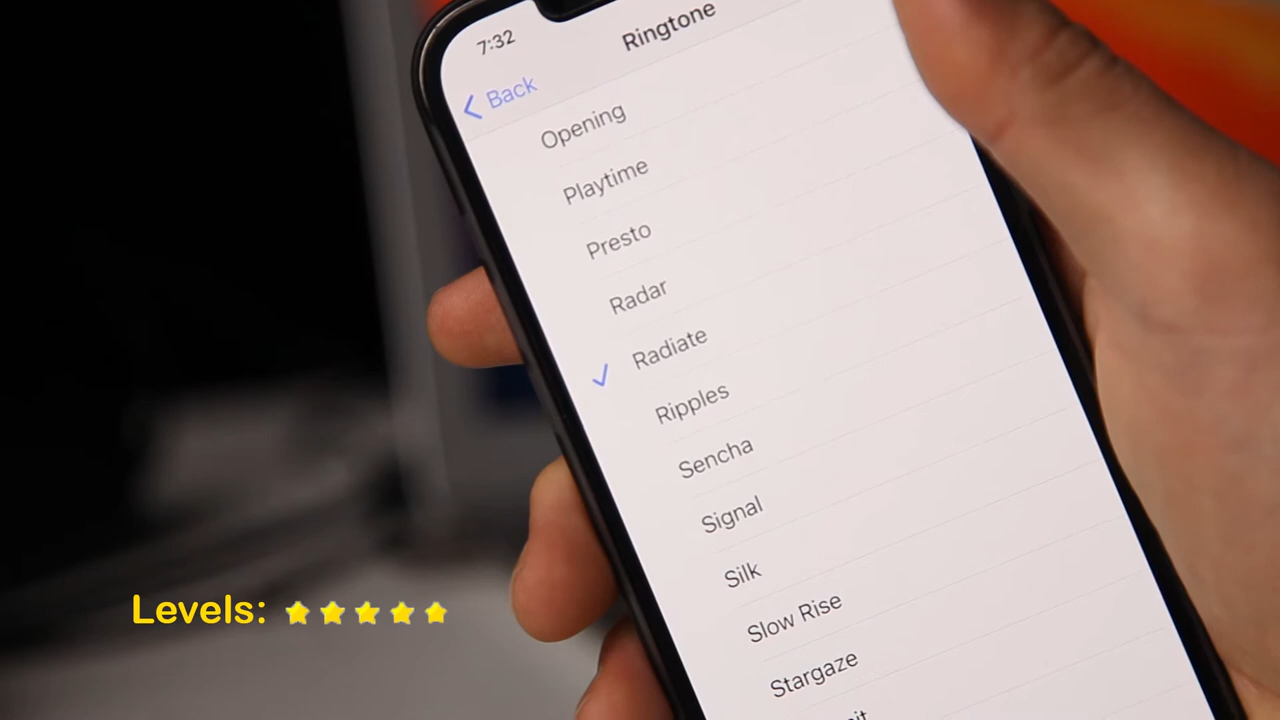 7:32
Ringtone
Back
Opening
Playtime
Presto
Radar
Radiate
Ripples
Sencha
Signal
Silk
Slow Rise
Stargaze
Levels: